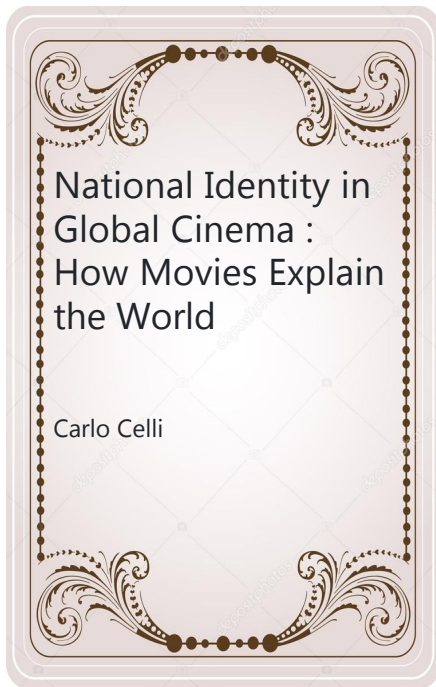 National Identity in
Global Cinema :
How Movies Explain
the World
Carlo Celli